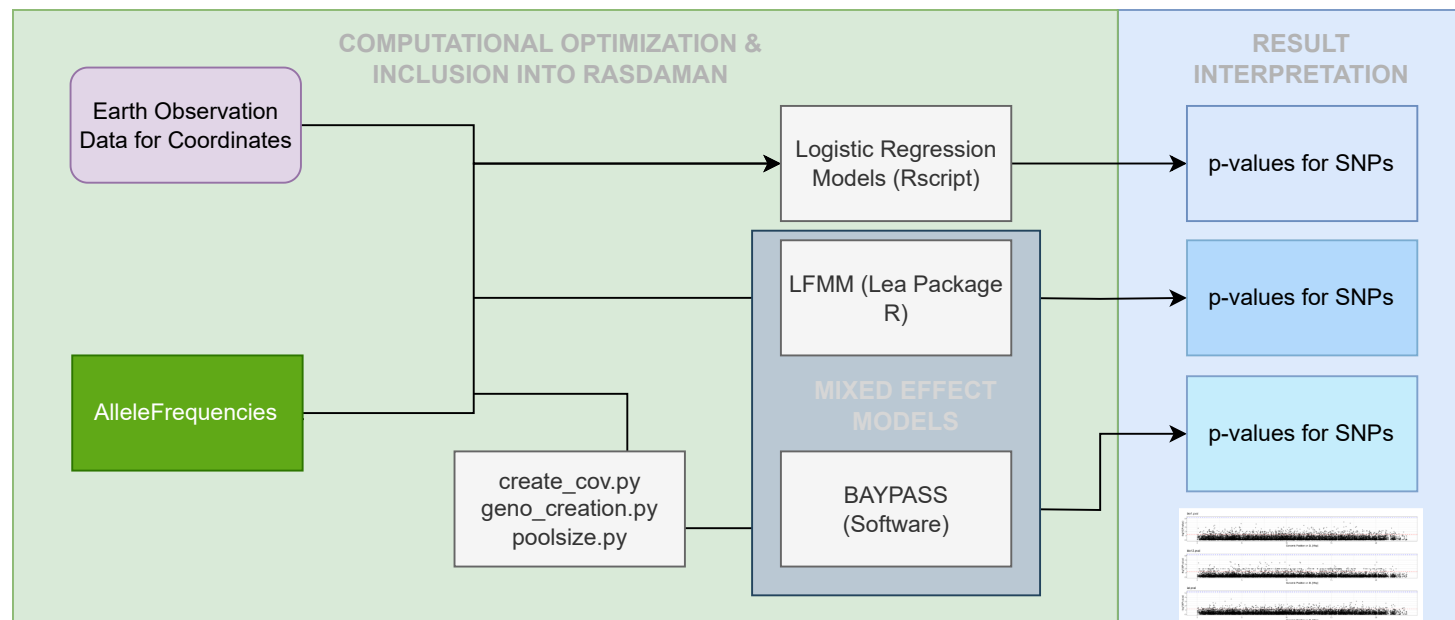 COMPUTATIONAL OPTIMIZATION &
INCLUSION INTO RASDAMAN
RESULT
INTERPRETATION
Earth Observation
Data for Coordinates
Logistic Regression
Models (Rscript)
p-values for SNPs
LFMM (Lea Package
R)
p-values for SNPs
AlleleFrequencies
MIXED EFFECT
MODELS
p-values for SNPs
create_cov.py
geno_creation.py
poolsize.py
BAYPASS
(Software)